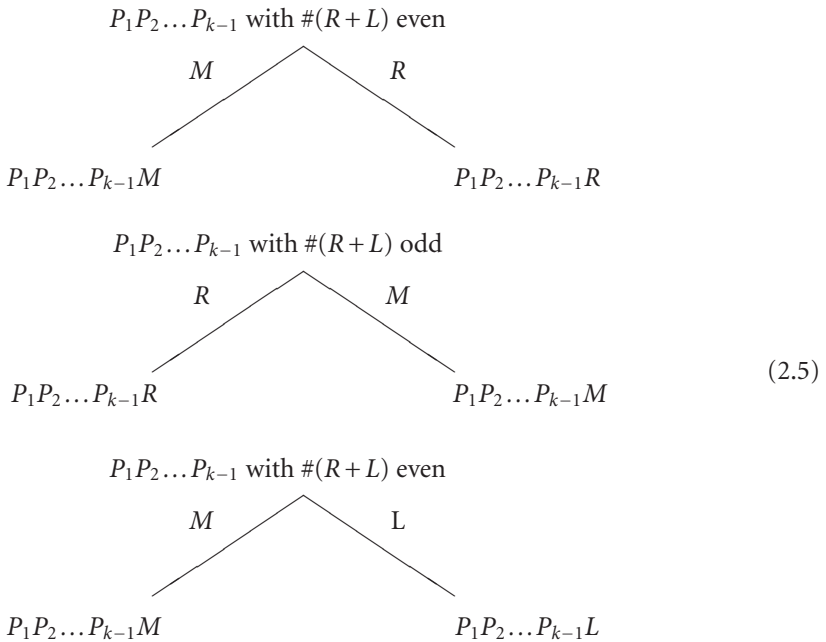 P₁P₂...Pₖ₋₁ with #(R + L) even
M R
P₁P₂...Pₖ₋₁M P₁P₂...Pₖ₋₁R
P₁P₂...Pₖ₋₁ with #(R + L) odd
R M
(2.5)
P₁P₂...Pₖ₋₁R P₁P₂...Pₖ₋₁M
P₁P₂...Pₖ₋₁ with #(R + L) even
M L
P₁P₂...Pₖ₋₁M P₁P₂...Pₖ₋₁L